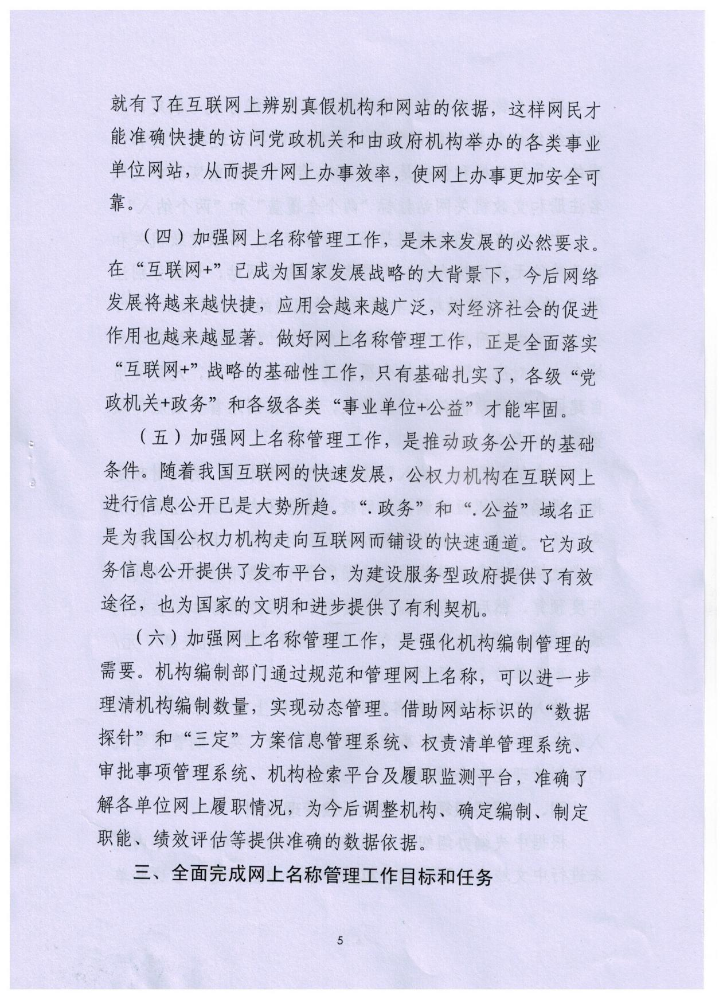 就有了在互联网上辨别真假机构和网站的依据，这样网民才
能准确快捷的访问党政机关和由政府机构举办的各类事业
单位网站，从而提升网上办事效率，使网上办事更加安全可
靠。
（四）加强网上名称管理工作，是未来发展的必然要求。
在“互联网+”已成为国家发展战略的大背景下，今后网络
发展将越来越快捷，应用会越来越广泛，对经济社会的促进
作用也越来越显著。做好网上名称管理工作，正是全面落实
“互联网+”战略的基础性工作，只有基础扎实了，各级“党
政机关+政务”和各级各类“事业单位+公益”才能牢固。
（五）加强网上名称管理工作，是推动政务公开的基础
条件。随着我国互联网的快速发展，公权力机构在互联网上
进行信息公开已是大势所趋。“.政务”和“.公益”域名正
是为我国公权力机构走向互联网而铺设的快速通道。它为政
务信息公开提供了发布平台，为建设服务型政府提供了有效
途径，也为国家的文明和进步提供了有利契机。
（六）加强网上名称管理工作，是强化机构编制管理的
需要。机构编制部门通过规范和管理网上名称，可以进一步
理清机构编制数量，实现动态管理。借助网站标识的“数据
探针”和“三定”方案信息管理系统、权责清单管理系统、
审批事项管理系统、机构检索平台及履职监测平台，准确了
解各单位网上履职情况，为今后调整机构、确定编制、制定
职能、绩效评估等提供准确的数据依据。
三、全面完成网上名称管理工作目标和任务
5